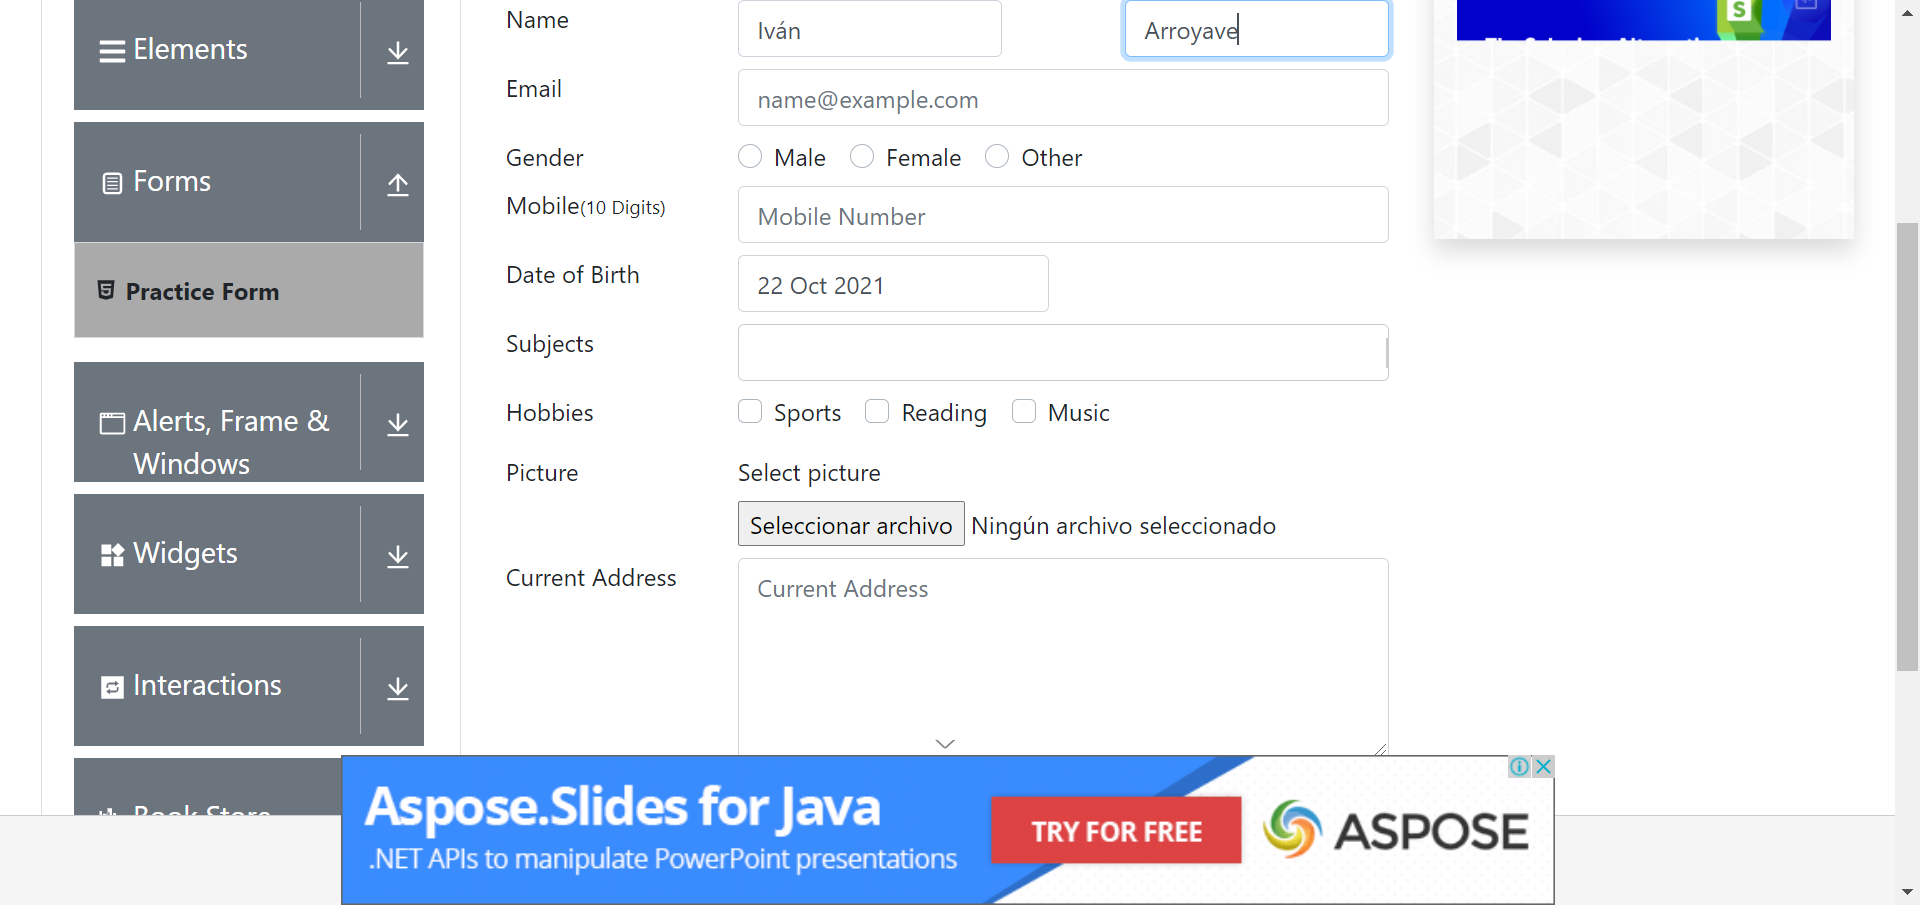 Elements
Forms
Practice Form
Alerts, Frame &
Windows
Widgets
Interactions
Book Store
Name
Iván
Arroyave
Email
name@example.com
Gender
Male
Female
Other
Mobile(10 Digits)
Mobile Number
Date of Birth
22 Oct 2021
Subjects
Hobbies
Sports
Reading
Music
Picture
Select picture
Seleccionar archivo Ningún archivo seleccionado
Current Address
Current Address
S
Aspose.Slides for Java
.NET APIs to manipulate PowerPoint presentations
TRY FOR FREE
ASPOSE